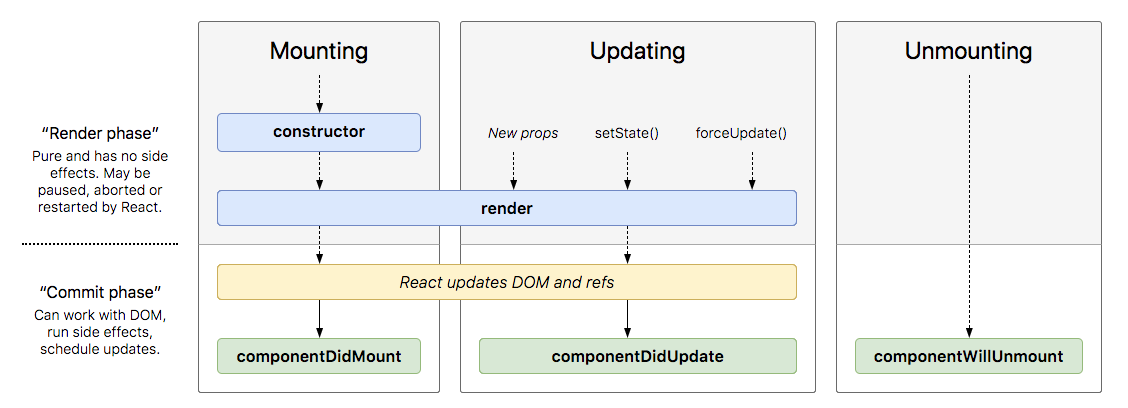 Mounting
Updating
Unmounting
“Render phase”
Pure and has no side
effects. May be
paused, aborted or
restarted by React.
constructor
New props
setState()
forceUpdate()
render
“Commit phase”
Can work with DOM,
run side effects,
schedule updates.
React updates DOM and refs
componentDidMount
componentDidUpdate
componentWillUnmount